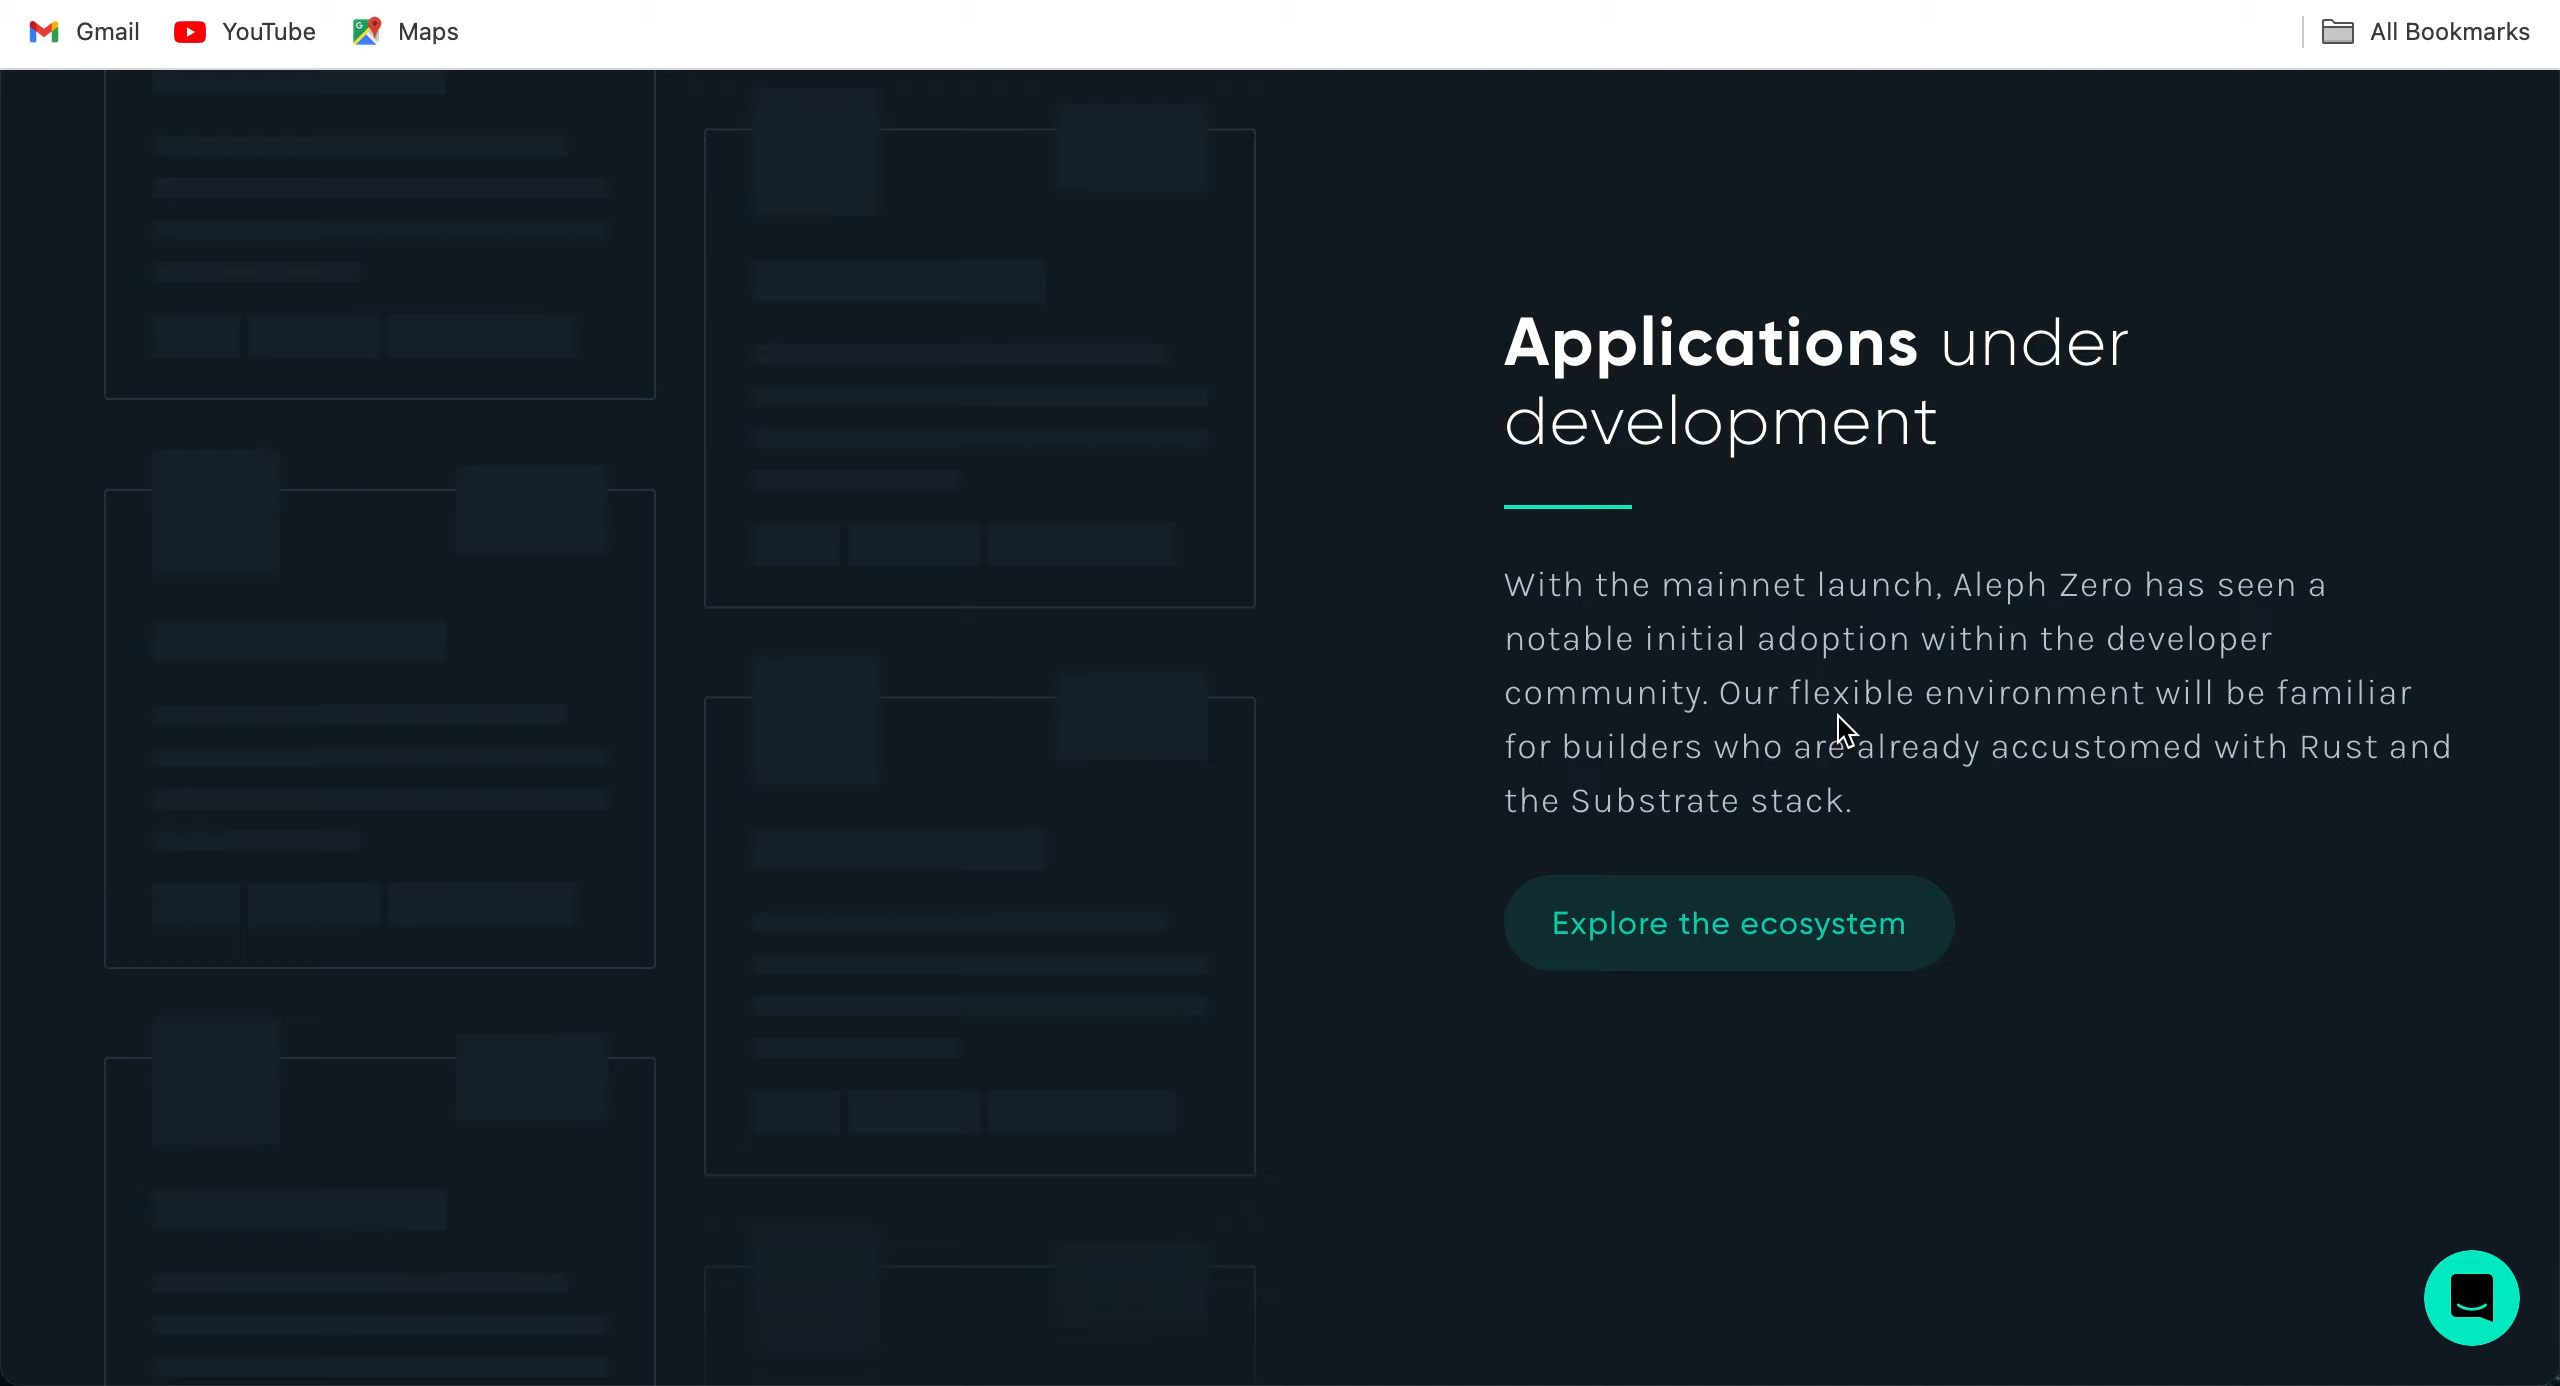 Gmail YouTube Maps All Bookmarks
Applications under
development
With the mainnet launch, Aleph Zero has seen a
notable initial adoption within the developer
community. Our flexible environment will be familiar
for builders who are already accustomed with Rust and
the Substrate stack.
Explore the ecosystem